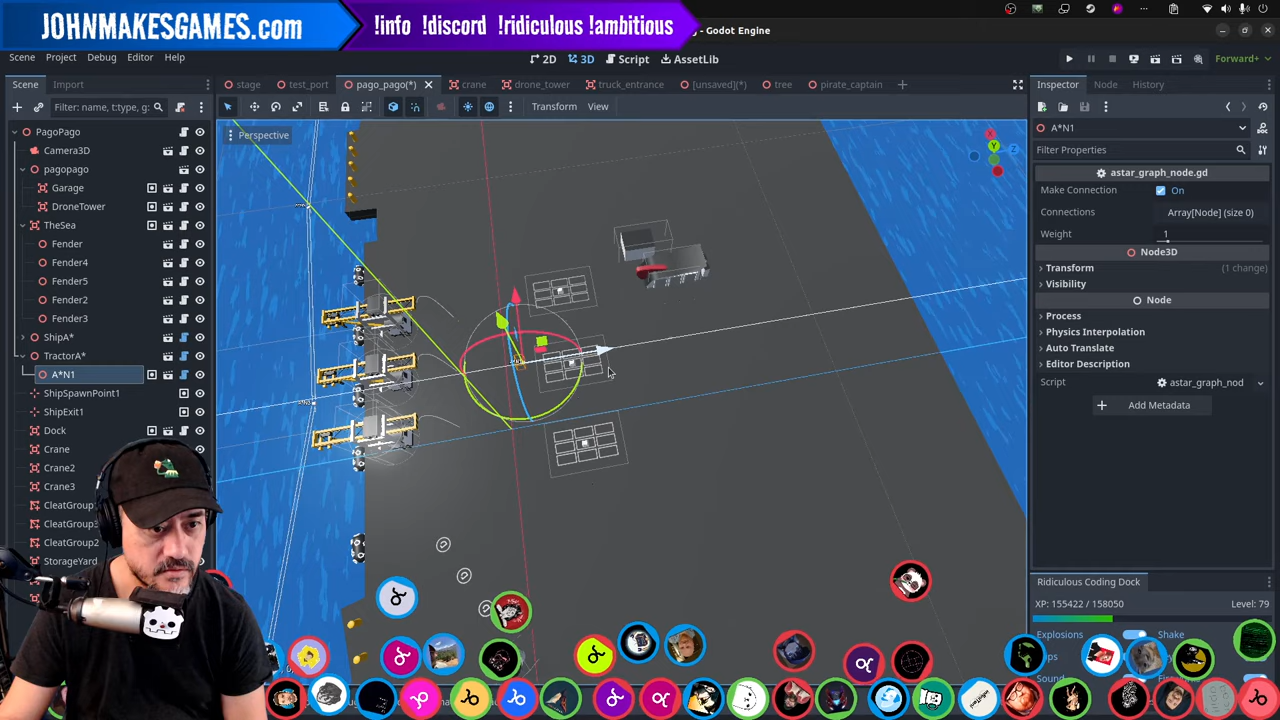 JOHNMAKESGAMES.com
!info !discord !ridiculous !ambitious
) - Godot Engine
Scene Project Debug Editor Help
2D 3D Script AssetLib
Forward+
Scene Import
stage test_port pago_pago(*) crane drone_tower truck_entrance [unsaved](*) tree pirate_captain
Inspector Node History
Filter: name, t:type, g:
Transform View
PagoPago
Camera3D
pagopago
Garage
DroneTower
TheSea
Fender
Fender4
Fender5
Fender2
Fender3
ShipA*
TractorA*
A*N1
ShipSpawnPoint1
ShipExit1
Dock
Crane
Crane2
Crane3
CleatGroup
CleatGroup3
CleatGroup2
StorageYard
Perspective
X
Y
Z
A*N1
Filter Properties
astar_graph_node.gd
Make Connection On
Connections Array[Node] (size 0)
Weight 1
Node3D
Transform (1 change)
Visibility
Node
Process
Physics Interpolation
Auto Translate
Editor Description
Script astar_graph_nod
Add Metadata
Ridiculous Coding Dock
XP: 155422 / 158050 Level: 79
Explosions Shake
Sound